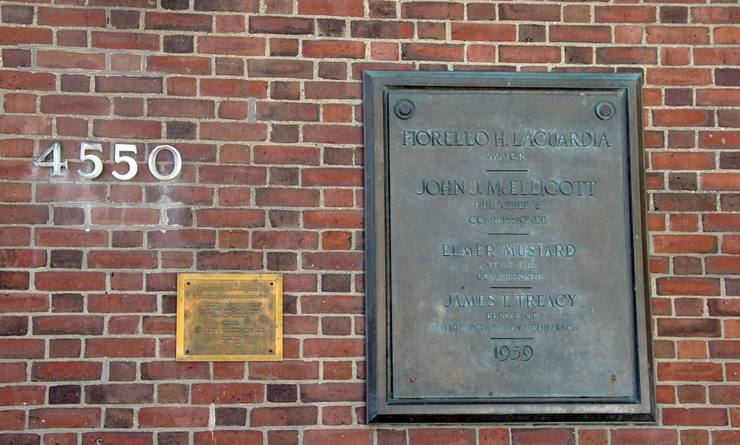 4550
FIORELLO H. LAGUARDIA
MAJOR
JOHN J. McELLIGOTT
FIRE CHIEF &
COMMISSIONER
ELMER MUSTARD
DEPUTY FIRE
COMMISSIONER
JAMES T. TREACY
BUREAU OF
FIRE DEPARTMENT BUILDINGS
1939